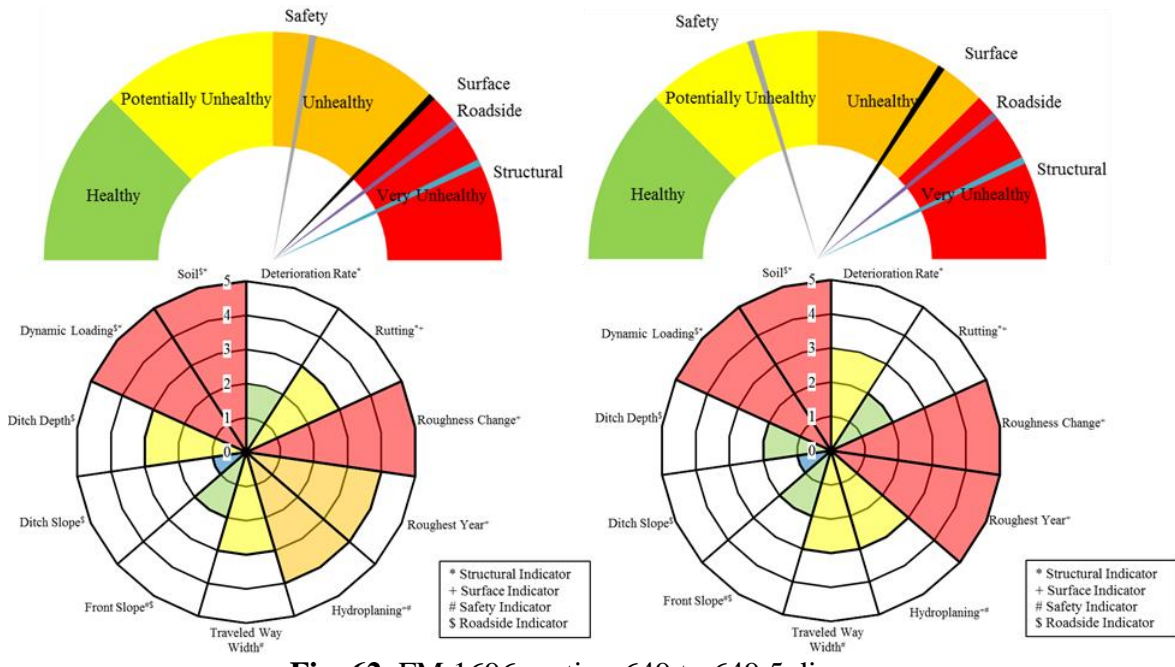 Safety
Surface
Potentially Unhealthy
Unhealthy
Roadside
Structural
Healthy
Very Unhealthy
Safety
Surface
Potentially Unhealthy
Unhealthy
Roadside
Structural
Healthy
Very Unhealthy
Soil$*
5
Deterioration Rate*
4
Dynamic Loading$*
Rutting*+
3
2
Ditch Depth$
1
Roughness Change+
0
Ditch Slope$
Roughest Year+
Front Slope#$
Hydroplaning+#
Traveled Way
Width#
* Structural Indicator
+ Surface Indicator
# Safety Indicator
$ Roadside Indicator
Soil$*
5
Deterioration Rate*
4
Dynamic Loading$*
Rutting*+
3
2
Ditch Depth$
1
Roughness Change+
0
Ditch Slope$
Roughest Year+
Front Slope#$
Hydroplaning+#
Traveled Way
Width#
* Structural Indicator
+ Surface Indicator
# Safety Indicator
$ Roadside Indicator